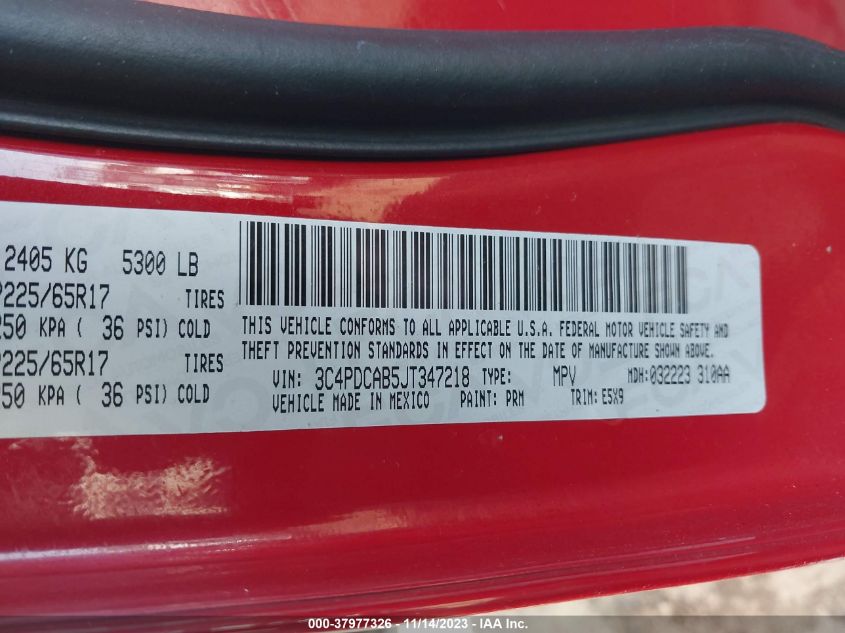 2405 KG 5300 LB
P225/65R17 TIRES
250 KPA ( 36 PSI) COLD
P225/65R17 TIRES
50 KPA ( 36 PSI) COLD
THIS VEHICLE CONFORMS TO ALL APPLICABLE U.S.A. FEDERAL MOTOR VEHICLE SAFETY AND
THEFT PREVENTION STANDARDS IN EFFECT ON THE DATE OF MANUFACTURE SHOWN ABOVE.
VIN: 3C4PDCAB5JT347218 TYPE: MPV MDH:032223 310AA
VEHICLE MADE IN MEXICO PAINT: PRM TRIM: E5X9
000-37977326 | 11/14/2023 - IAA Inc.